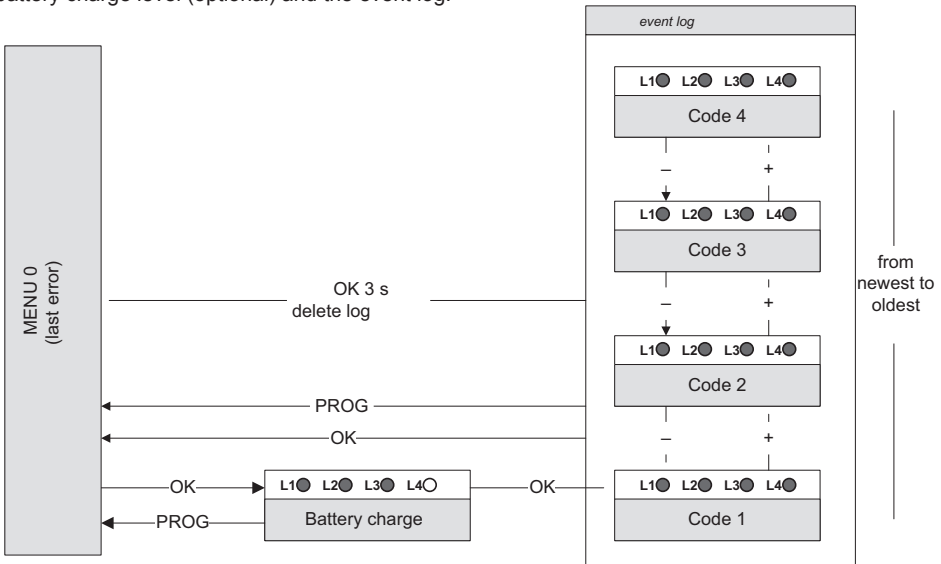 battery charge level (optional) and the event log.
event log
L1 L2 L3 L4
Code 4
– +
L1 L2 L3 L4
Code 3
MENU 0
(last error)
OK 3 s
delete log
– +
from
newest to
oldest
L1 L2 L3 L4
Code 2
PROG
OK
– +
OK
L1 L2 L3 L4
Battery charge
OK
PROG
L1 L2 L3 L4
Code 1